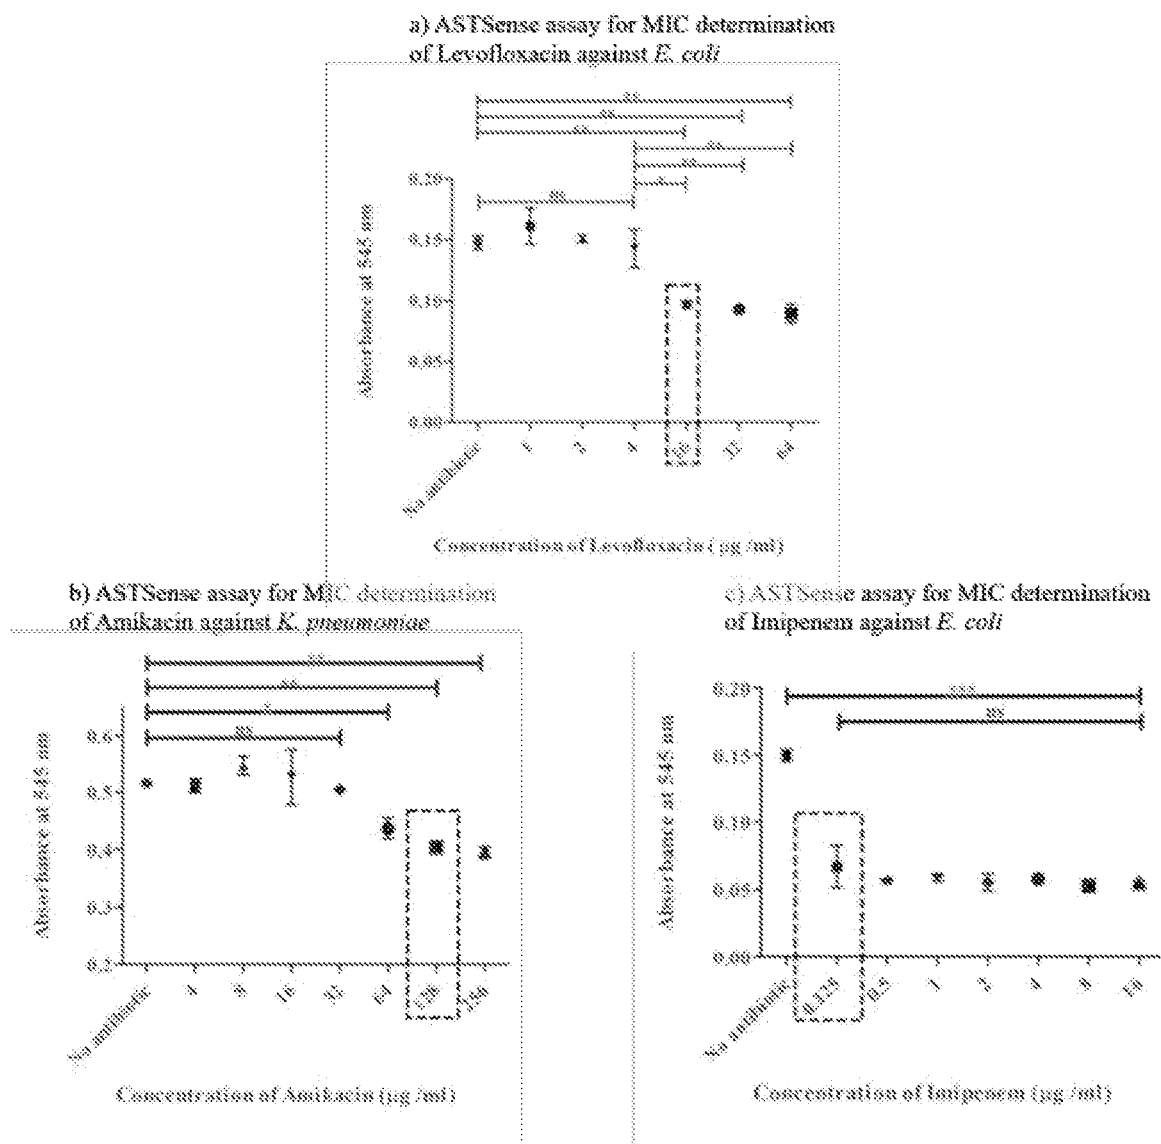 a) ASTSense assay for MIC determination
of Levofloxacin against E. coli
**
**
**
**
**
*
ns
0.20
0.15
0.10
0.05
0.00
Absorbance at 545 nm
No antibiotic
1
2
4
32
64
Concentration of Levofloxacin ( µg /ml)
b) ASTSense assay for MIC determination
of Amikacin against K. pneumoniae
**
**
*
ns
0.6
0.5
0.4
0.3
0.2
Absorbance at 545 nm
No antibiotic
4
8
16
32
64
128
256
Concentration of Amikacin (µg /ml)
c) ASTSense assay for MIC determination
of Imipenem against E. coli
***
ns
0.20
0.15
0.10
0.05
0.00
Absorbance at 545 nm
No antibiotic
0.125
0.5
1
2
4
8
16
Concentration of Imipenem (µg /ml)